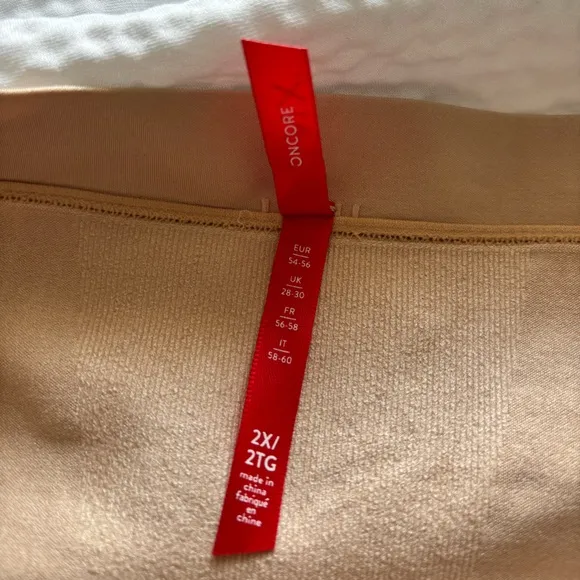 ONCORE
EUR
54-56
UK
28-30
FR
56-58
IT
58-60
2X/
2TG
made in
china
fabriqué
en
chine